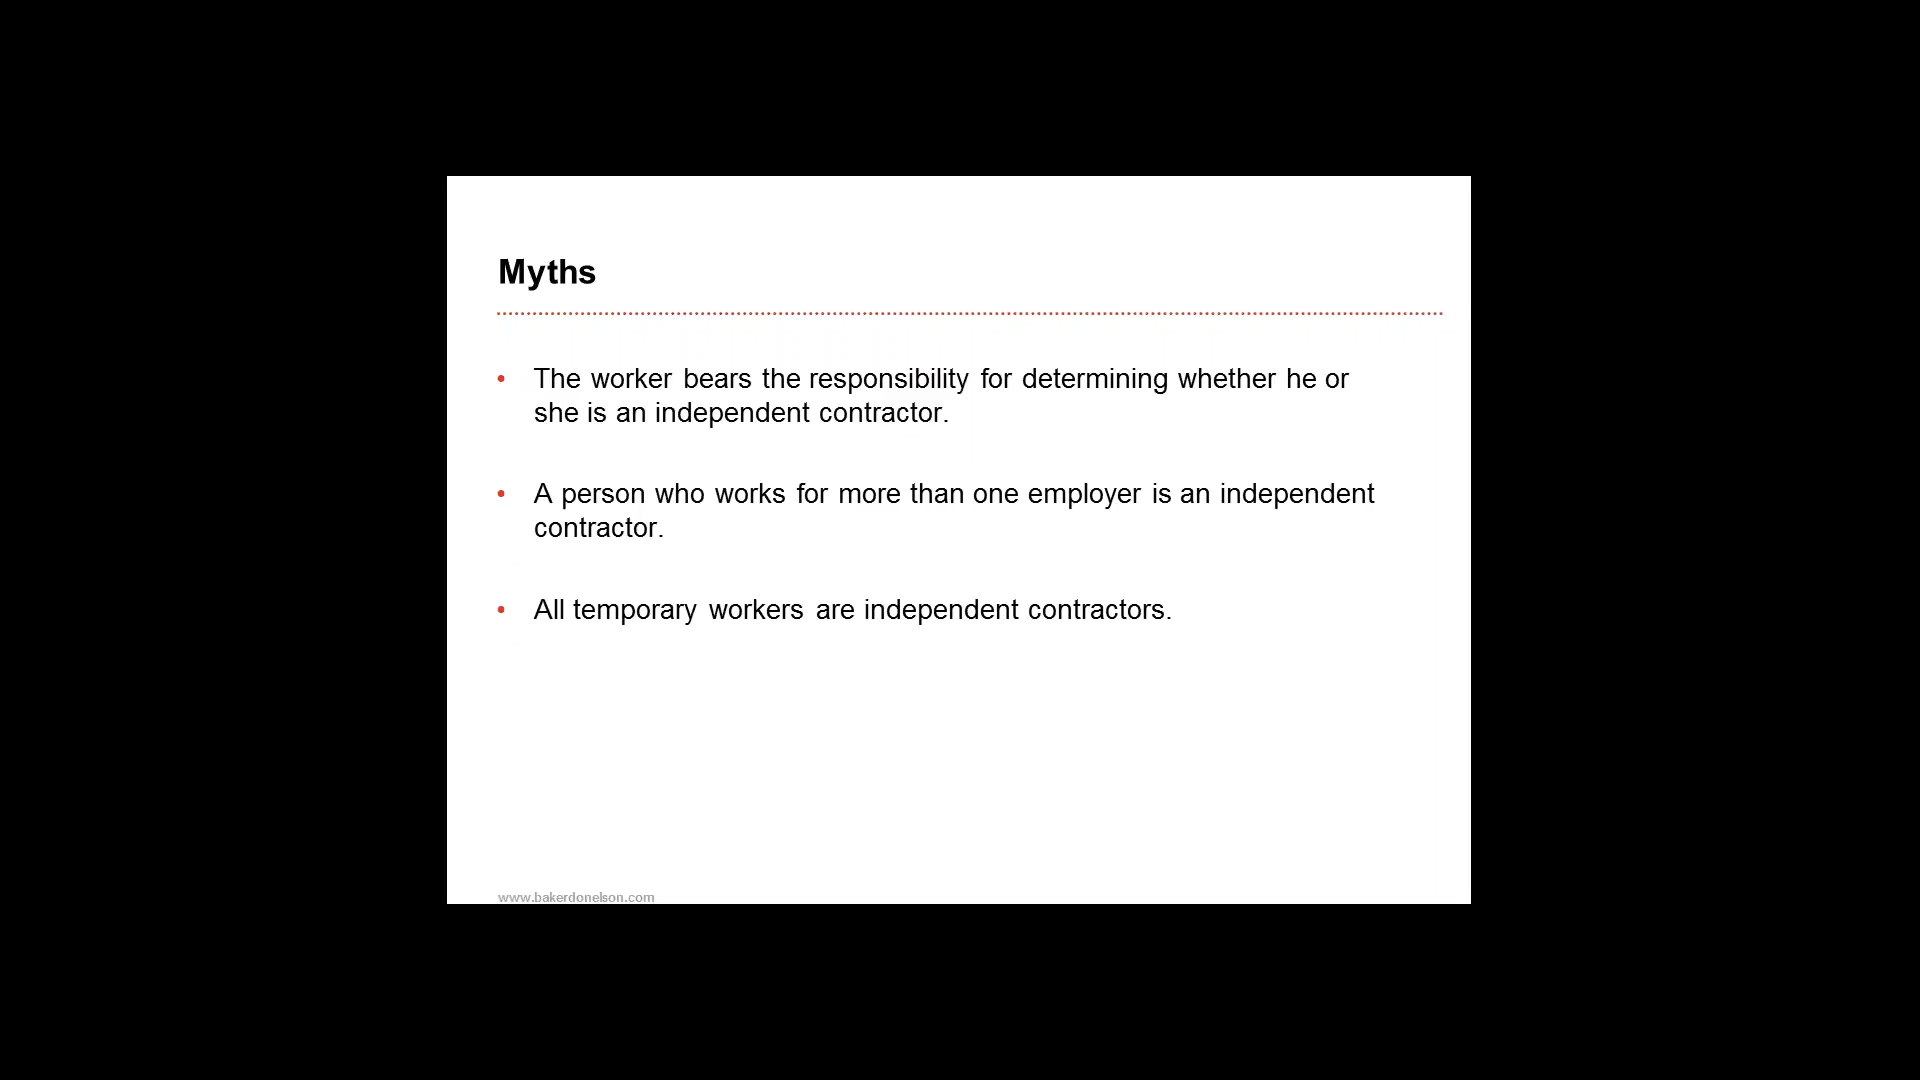 Myths
• The worker bears the responsibility for determining whether he or
she is an independent contractor.
• A person who works for more than one employer is an independent
contractor.
• All temporary workers are independent contractors.
www.bakerdonelson.com